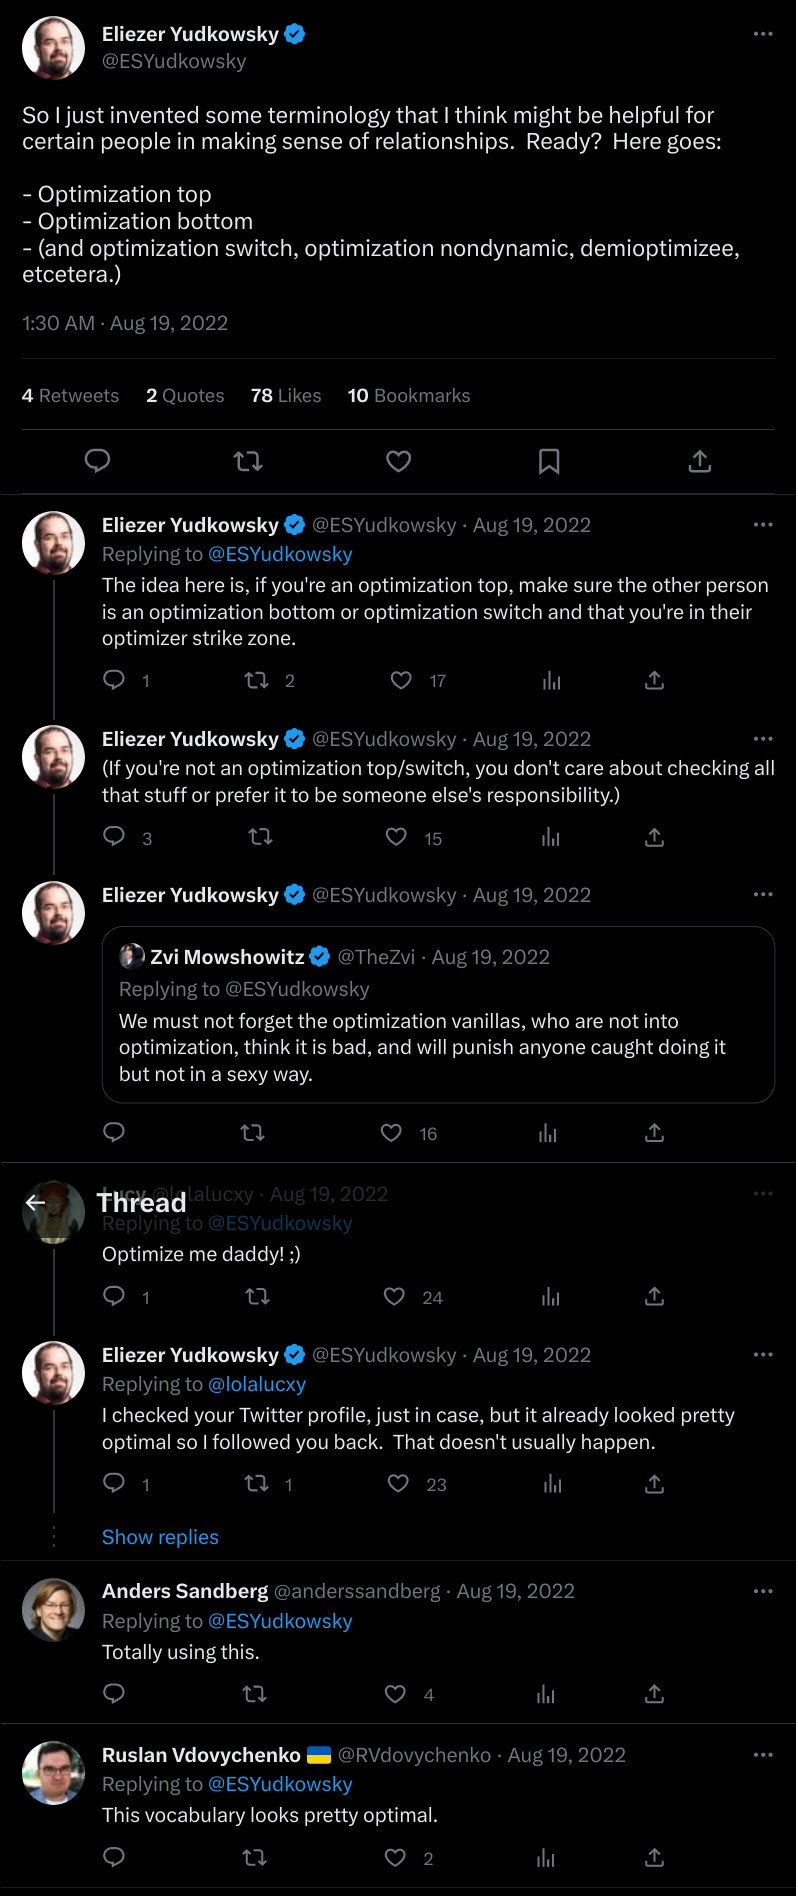 Eliezer Yudkowsky
@ESYudkowsky
So I just invented some terminology that I think might be helpful for
certain people in making sense of relationships.  Ready?  Here goes:
- Optimization top
- Optimization bottom
- (and optimization switch, optimization nondynamic, demioptimizee,
etcetera.)
1:30 AM · Aug 19, 2022
4 Retweets 2 Quotes 78 Likes 10 Bookmarks
Eliezer Yudkowsky @ESYudkowsky · Aug 19, 2022
Replying to @ESYudkowsky
The idea here is, if you're an optimization top, make sure the other person
is an optimization bottom or optimization switch and that you're in their
optimizer strike zone.
1 2 17
Eliezer Yudkowsky @ESYudkowsky · Aug 19, 2022
(If you're not an optimization top/switch, you don't care about checking all
that stuff or prefer it to be someone else's responsibility.)
3 15
Eliezer Yudkowsky @ESYudkowsky · Aug 19, 2022
Zvi Mowshowitz @TheZvi · Aug 19, 2022
Replying to @ESYudkowsky
We must not forget the optimization vanillas, who are not into
optimization, think it is bad, and will punish anyone caught doing it
but not in a sexy way.
16
Lucy @lolalucxy · Aug 19, 2022
Thread
Replying to @ESYudkowsky
Optimize me daddy! ;)
1 24
Eliezer Yudkowsky @ESYudkowsky · Aug 19, 2022
Replying to @lolalucxy
I checked your Twitter profile, just in case, but it already looked pretty
optimal so I followed you back.  That doesn't usually happen.
1 1 23
Show replies
Anders Sandberg @anderssandberg · Aug 19, 2022
Replying to @ESYudkowsky
Totally using this.
4
Ruslan Vdovychenko 🇺🇦 @RVdovychenko · Aug 19, 2022
Replying to @ESYudkowsky
This vocabulary looks pretty optimal.
2